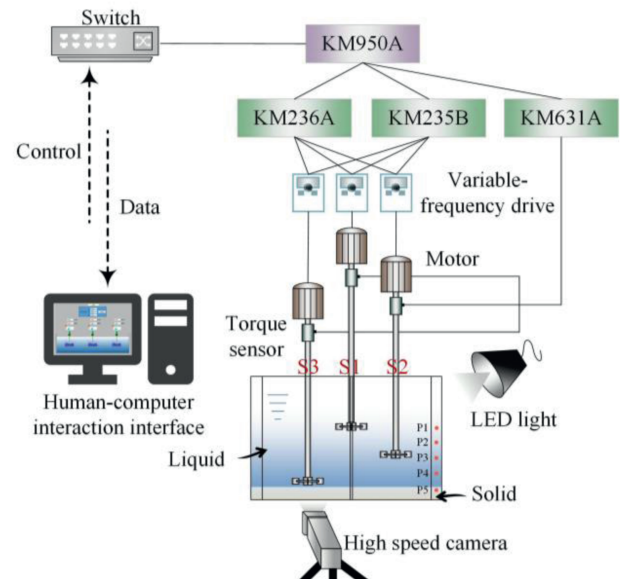 Switch
KM950A
KM236A
KM235B
KM631A
Control
Data
Variable-
frequency drive
Motor
Torque
sensor
S3
S1
S2
LED light
Human-computer
interaction interface
Liquid
P1
P2
P3
P4
P5
Solid
High speed camera